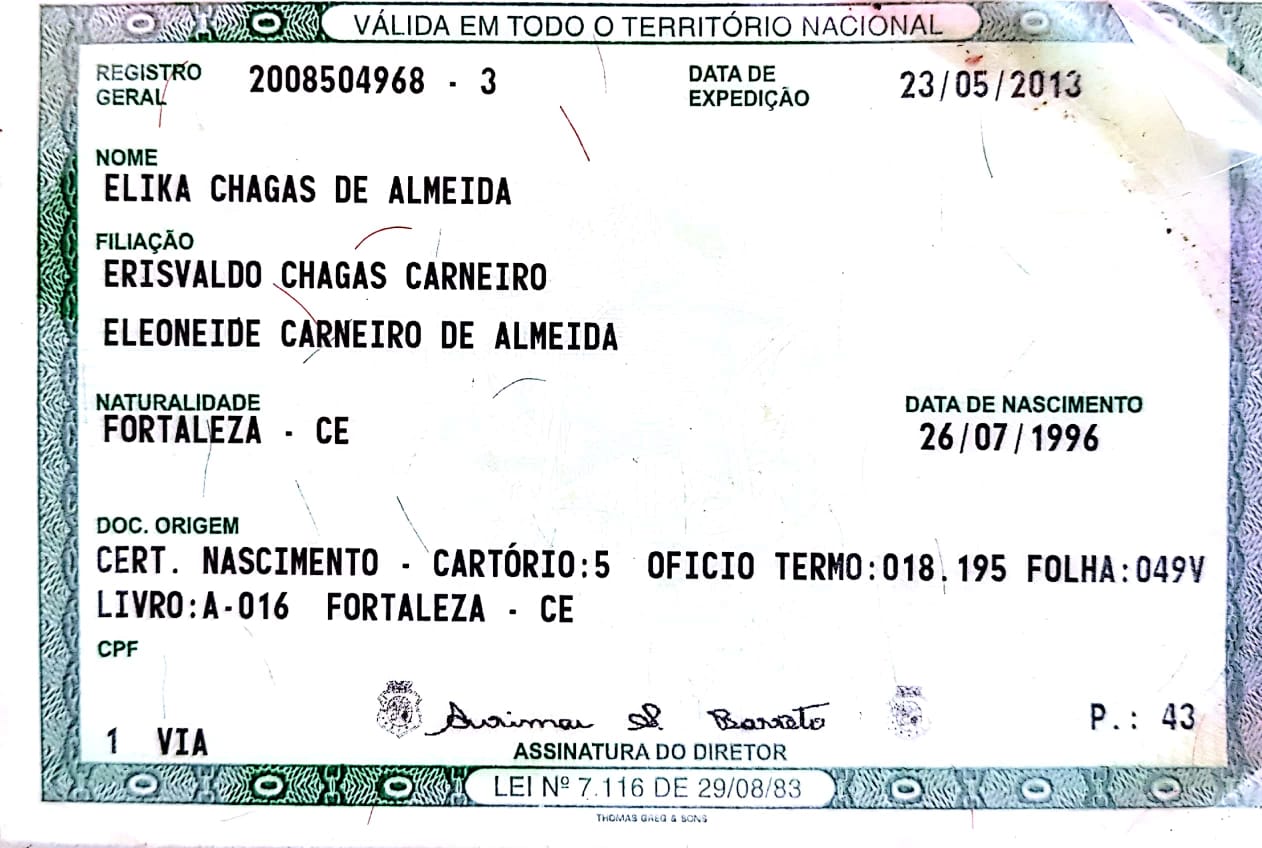 VÁLIDA EM TODO O TERRITÓRIO NACIONAL
REGISTRO GERAL 2008504968 - 3 DATA DE EXPEDIÇÃO 23/05/2013
NOME
ELIKA CHAGAS DE ALMEIDA
FILIAÇÃO
ERISVALDO CHAGAS CARNEIRO
ELEONEIDE CARNEIRO DE ALMEIDA
NATURALIDADE DATA DE NASCIMENTO
FORTALEZA - CE 26/07/1996
DOC. ORIGEM
CERT. NASCIMENTO - CARTÓRIO:5 OFICIO TERMO:018.195 FOLHA:049V
LIVRO:A-016 FORTALEZA - CE
CPF
1 VIA P.: 43
ASSINATURA DO DIRETOR
LEI Nº 7.116 DE 29/08/83
THOMAS GREG & SONS